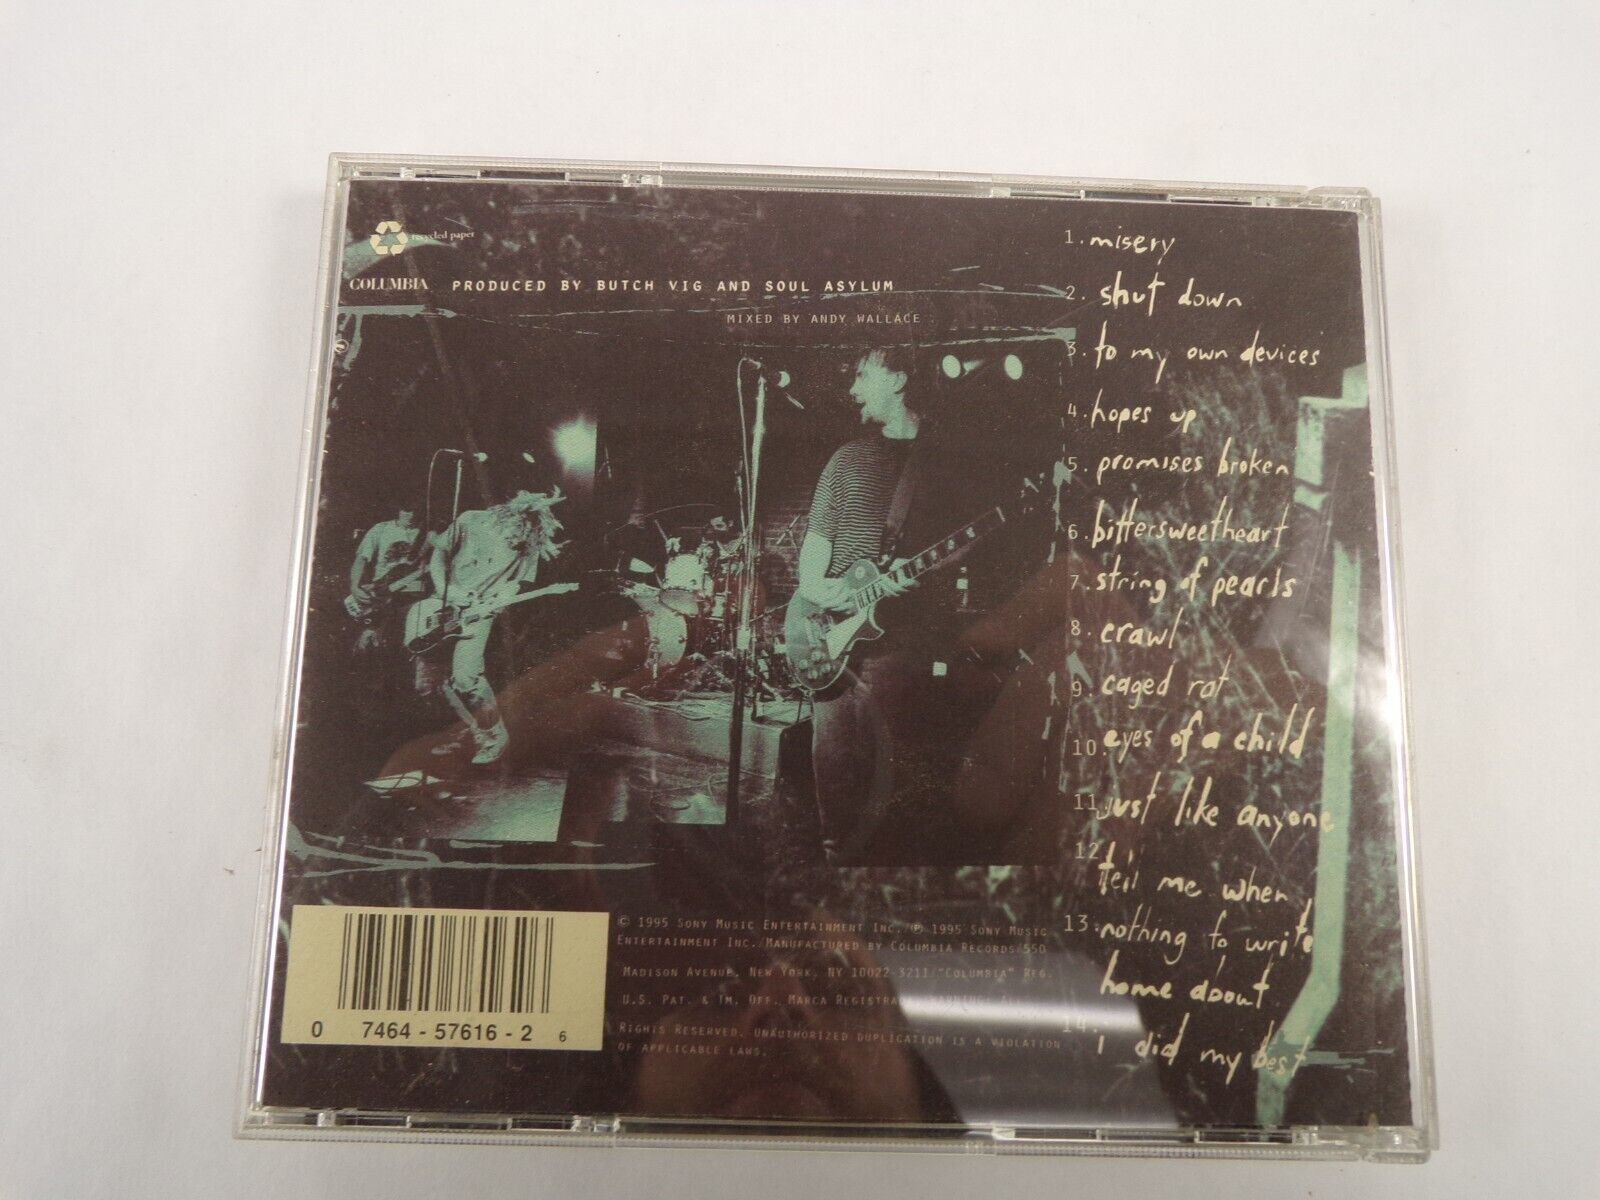 recycled paper
COLUMBIA PRODUCED BY BUTCH VIG AND SOUL ASYLUM
MIXED BY ANDY WALLACE
1. misery
2. shut down
3. to my own devices
4. hopes up
5. promises broken
6. bittersweetheart
7. string of pearls
8. crawl
9. caged rat
10. eyes of a child
11. just like anyone
12. tell me when
13. nothing to write
home about
14. i did my best
© 1995 SONY MUSIC ENTERTAINMENT INC./℗ 1995 SONY MUSIC
ENTERTAINMENT INC./MANUFACTURED BY COLUMBIA RECORDS/550
MADISON AVENUE, NEW YORK, NY 10022-3211/"COLUMBIA" REG.
U.S. PAT. & TM. OFF. MARCA REGISTRADA./WARNING: ALL
RIGHTS RESERVED. UNAUTHORIZED DUPLICATION IS A VIOLATION
OF APPLICABLE LAWS.
0 7464-57616-2 6